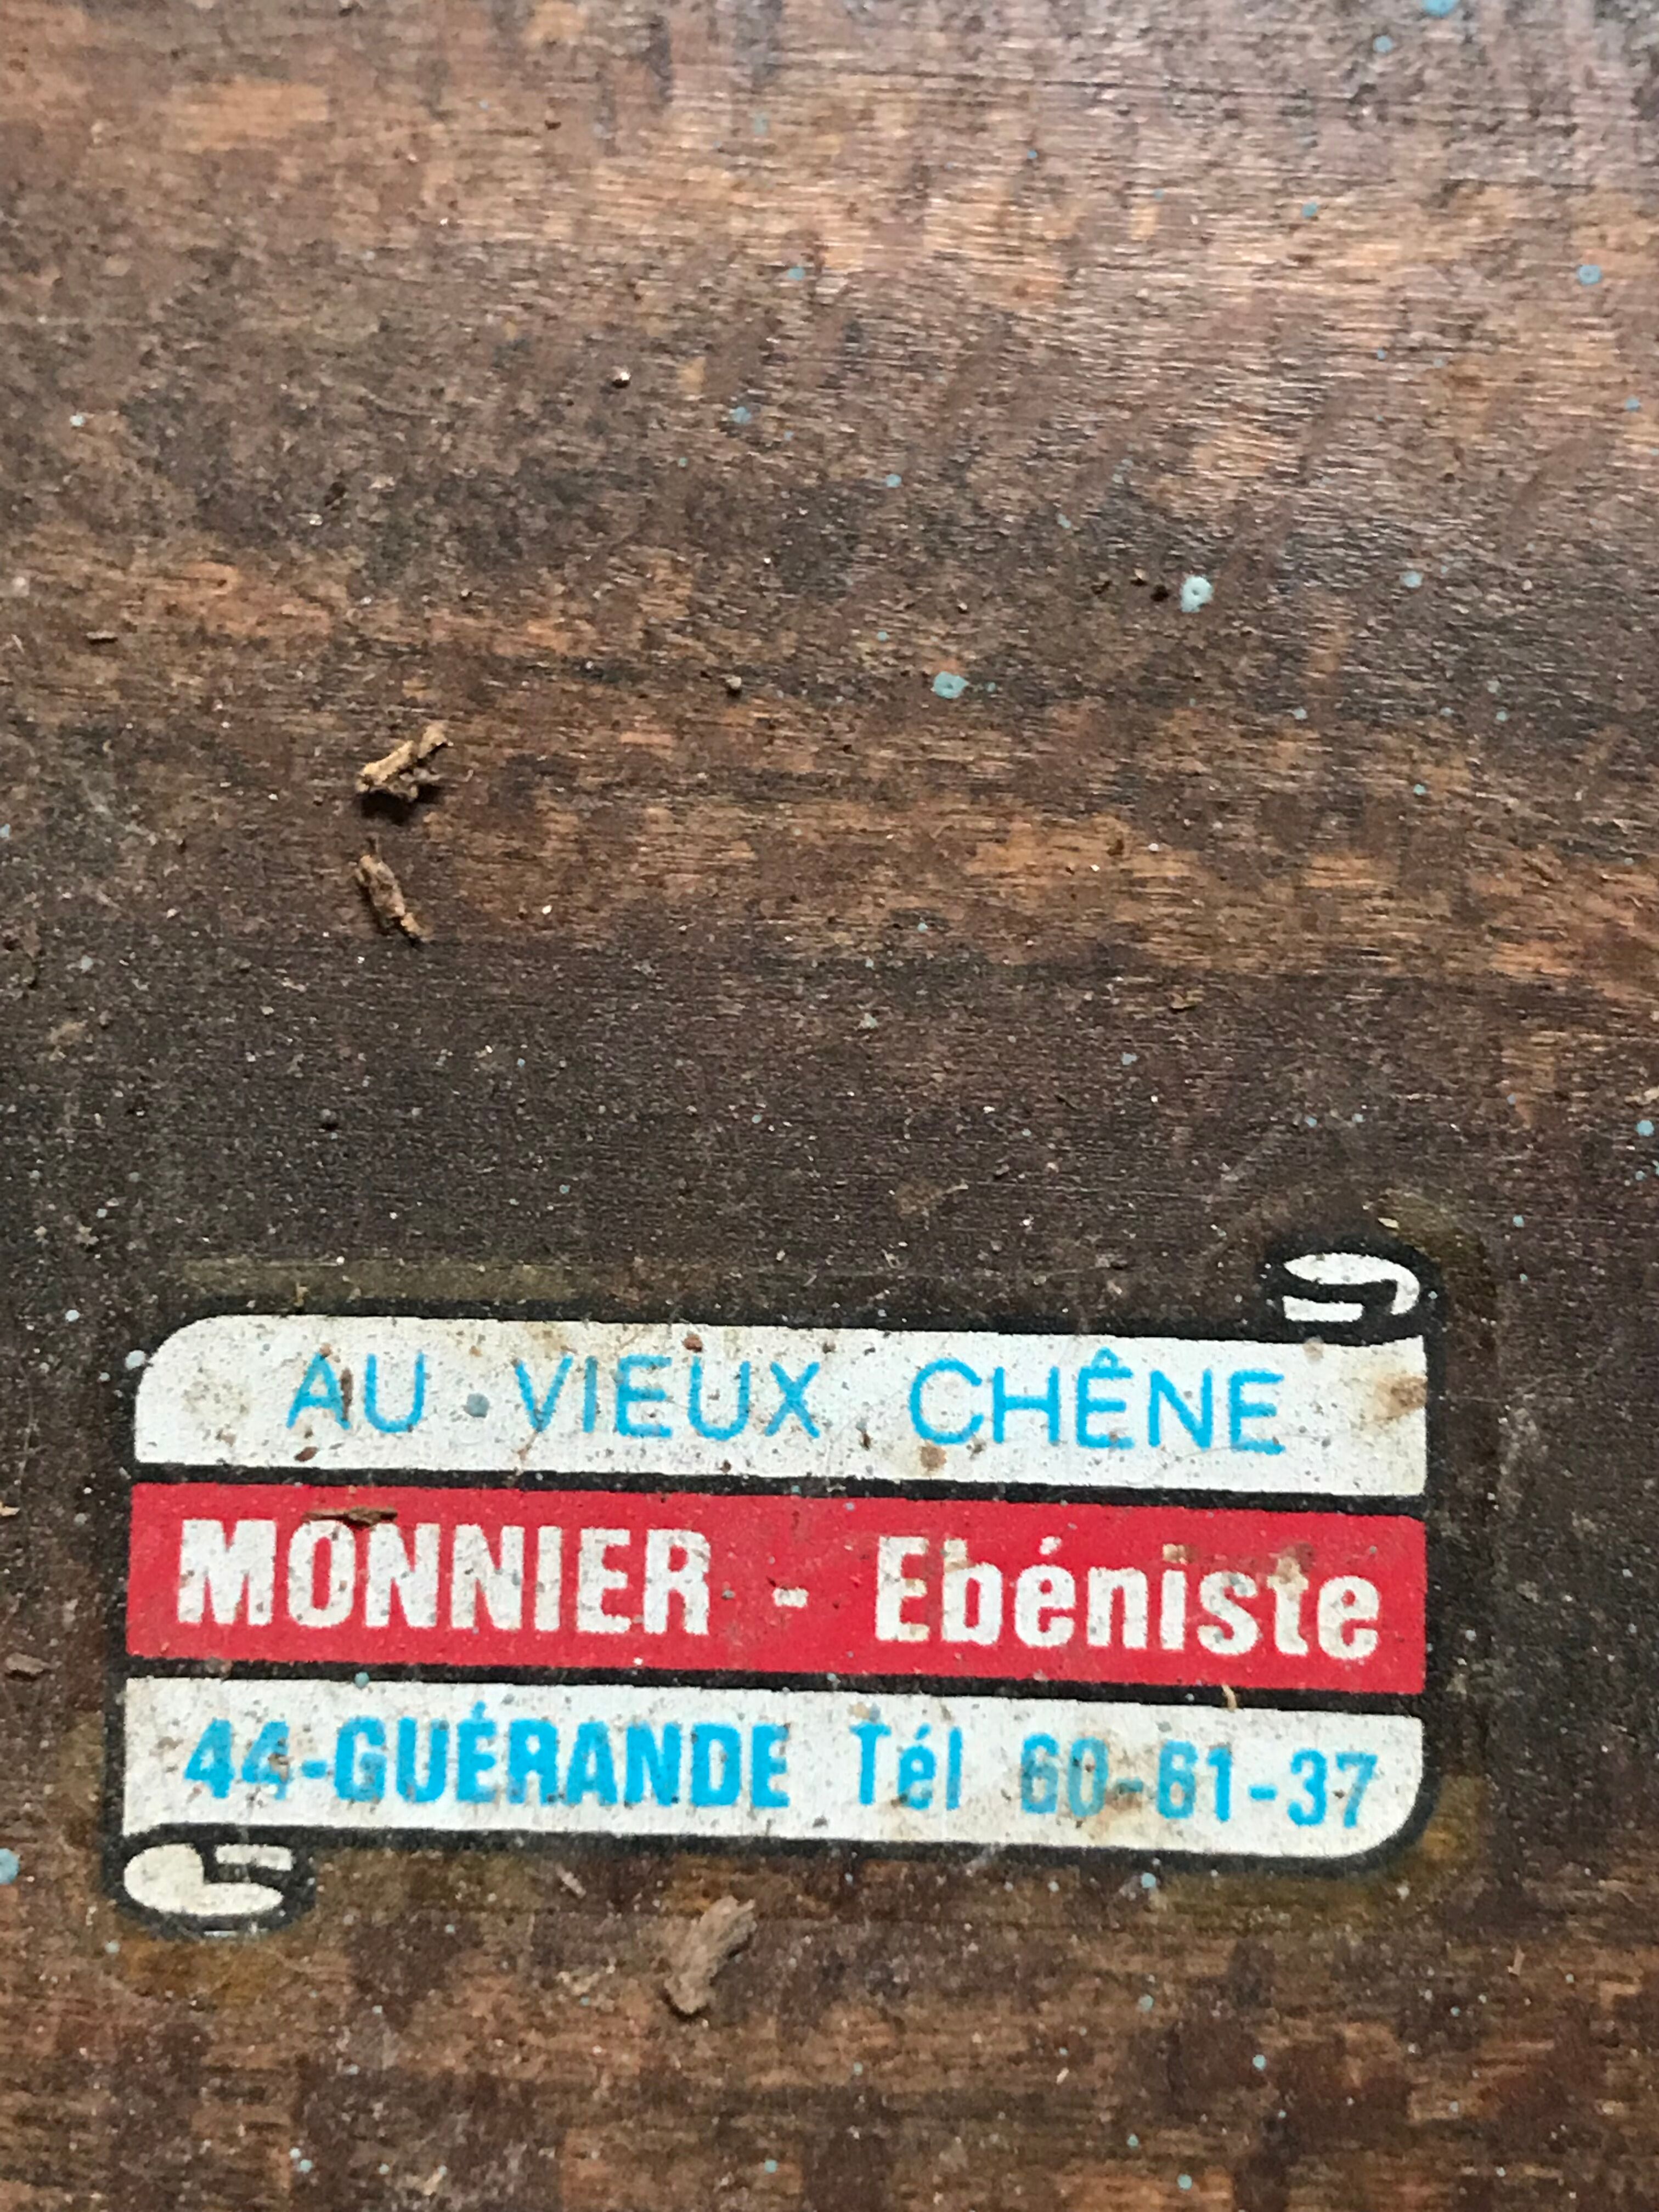 AU VIEUX CHÊNE
MONNIER - Ebéniste
44-GUÉRANDE Tél 60-61-37